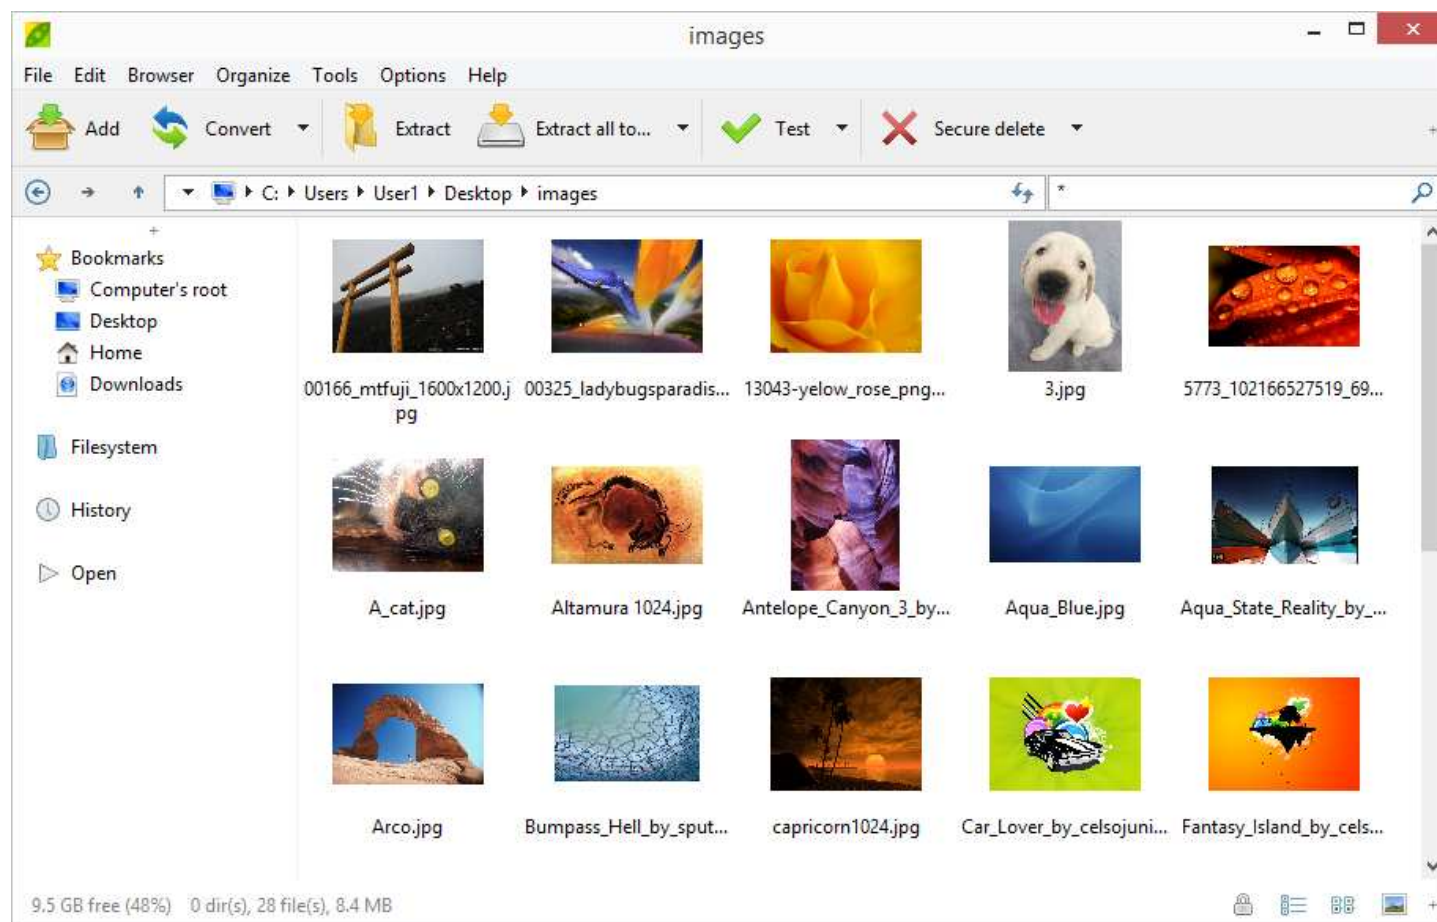 images
File Edit Browser Organize Tools Options Help
Add Convert Extract Extract all to... Test Secure delete
C: Users User1 Desktop images *
Bookmarks
Computer's root
Desktop
Home
Downloads
Filesystem
History
Open
00166_mtfuji_1600x1200.j
pg
00325_ladybugsparadis...
13043-yelow_rose_png...
3.jpg
5773_102166527519_69...
A_cat.jpg
Altamura 1024.jpg
Antelope_Canyon_3_by...
Aqua_Blue.jpg
Aqua_State_Reality_by_...
Arco.jpg
Bumpass_Hell_by_sput...
capricorn1024.jpg
Car_Lover_by_celsojuni...
Fantasy_Island_by_cels...
9.5 GB free (48%) 0 dir(s), 28 file(s), 8.4 MB